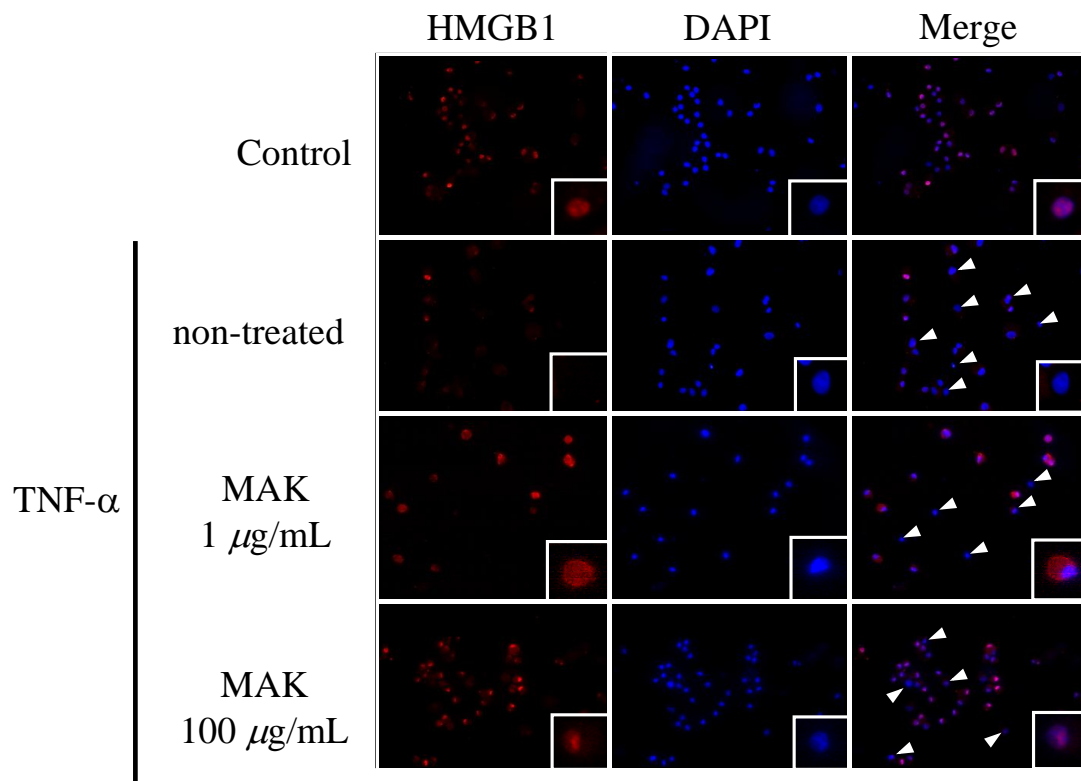 HMGB1 DAPI Merge
Control
non-treated
TNF-α
MAK
1 μg/mL
MAK
100 μg/mL